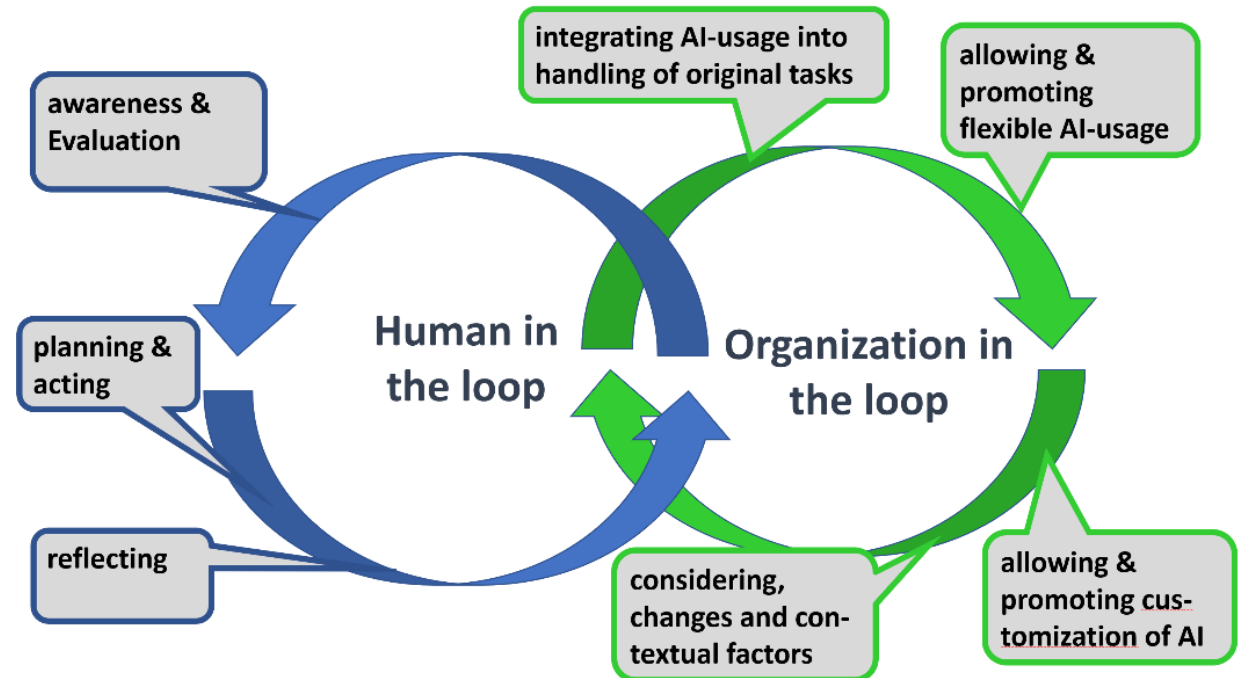 integrating AI-usage into
handling of original tasks
allowing &
promoting
flexible AI-usage
awareness &
Evaluation
Human in
the loop
Organization in
the loop
planning &
acting
reflecting
considering,
changes and con-
textual factors
allowing &
promoting cus-
tomization of AI